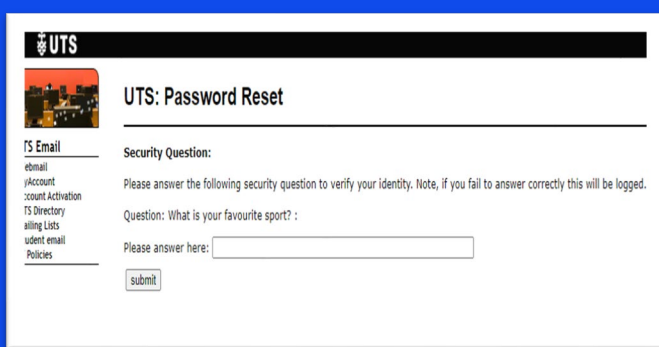 UTS
UTS: Password Reset
TS Email
ebmail
yAccount
count Activation
TS Directory
ailing Lists
udent email
Policies
Security Question:
Please answer the following security question to verify your identity. Note, if you fail to answer correctly this will be logged.
Question: What is your favourite sport? :
Please answer here:
submit